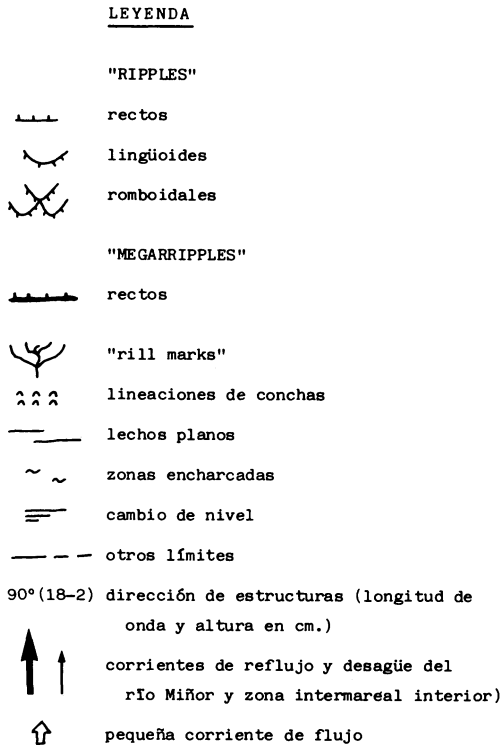 LEYENDA
"RIPPLES"
rectos
lingüoides
romboidales
"MEGARRIPPLES"
rectos
"rill marks"
lineaciones de conchas
lechos planos
zonas encharcadas
cambio de nivel
otros límites
90°(18-2) dirección de estructuras (longitud de
onda y altura en cm.)
corrientes de reflujo y desagüe del
río Miñor y zona intermareal interior)
pequeña corriente de flujo